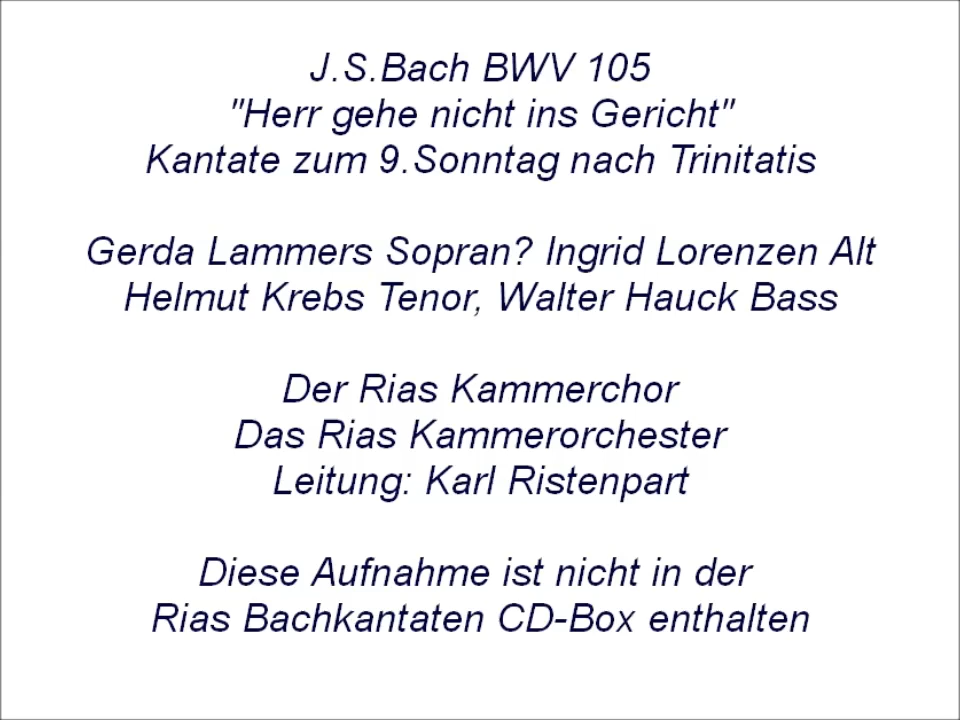 J.S.Bach BWV 105
"Herr gehe nicht ins Gericht"
Kantate zum 9.Sonntag nach Trinitatis
Gerda Lammers Sopran? Ingrid Lorenzen Alt
Helmut Krebs Tenor, Walter Hauck Bass
Der Rias Kammerchor
Das Rias Kammerorchester
Leitung: Karl Ristenpart
Diese Aufnahme ist nicht in der
Rias Bachkantaten CD-Box enthalten